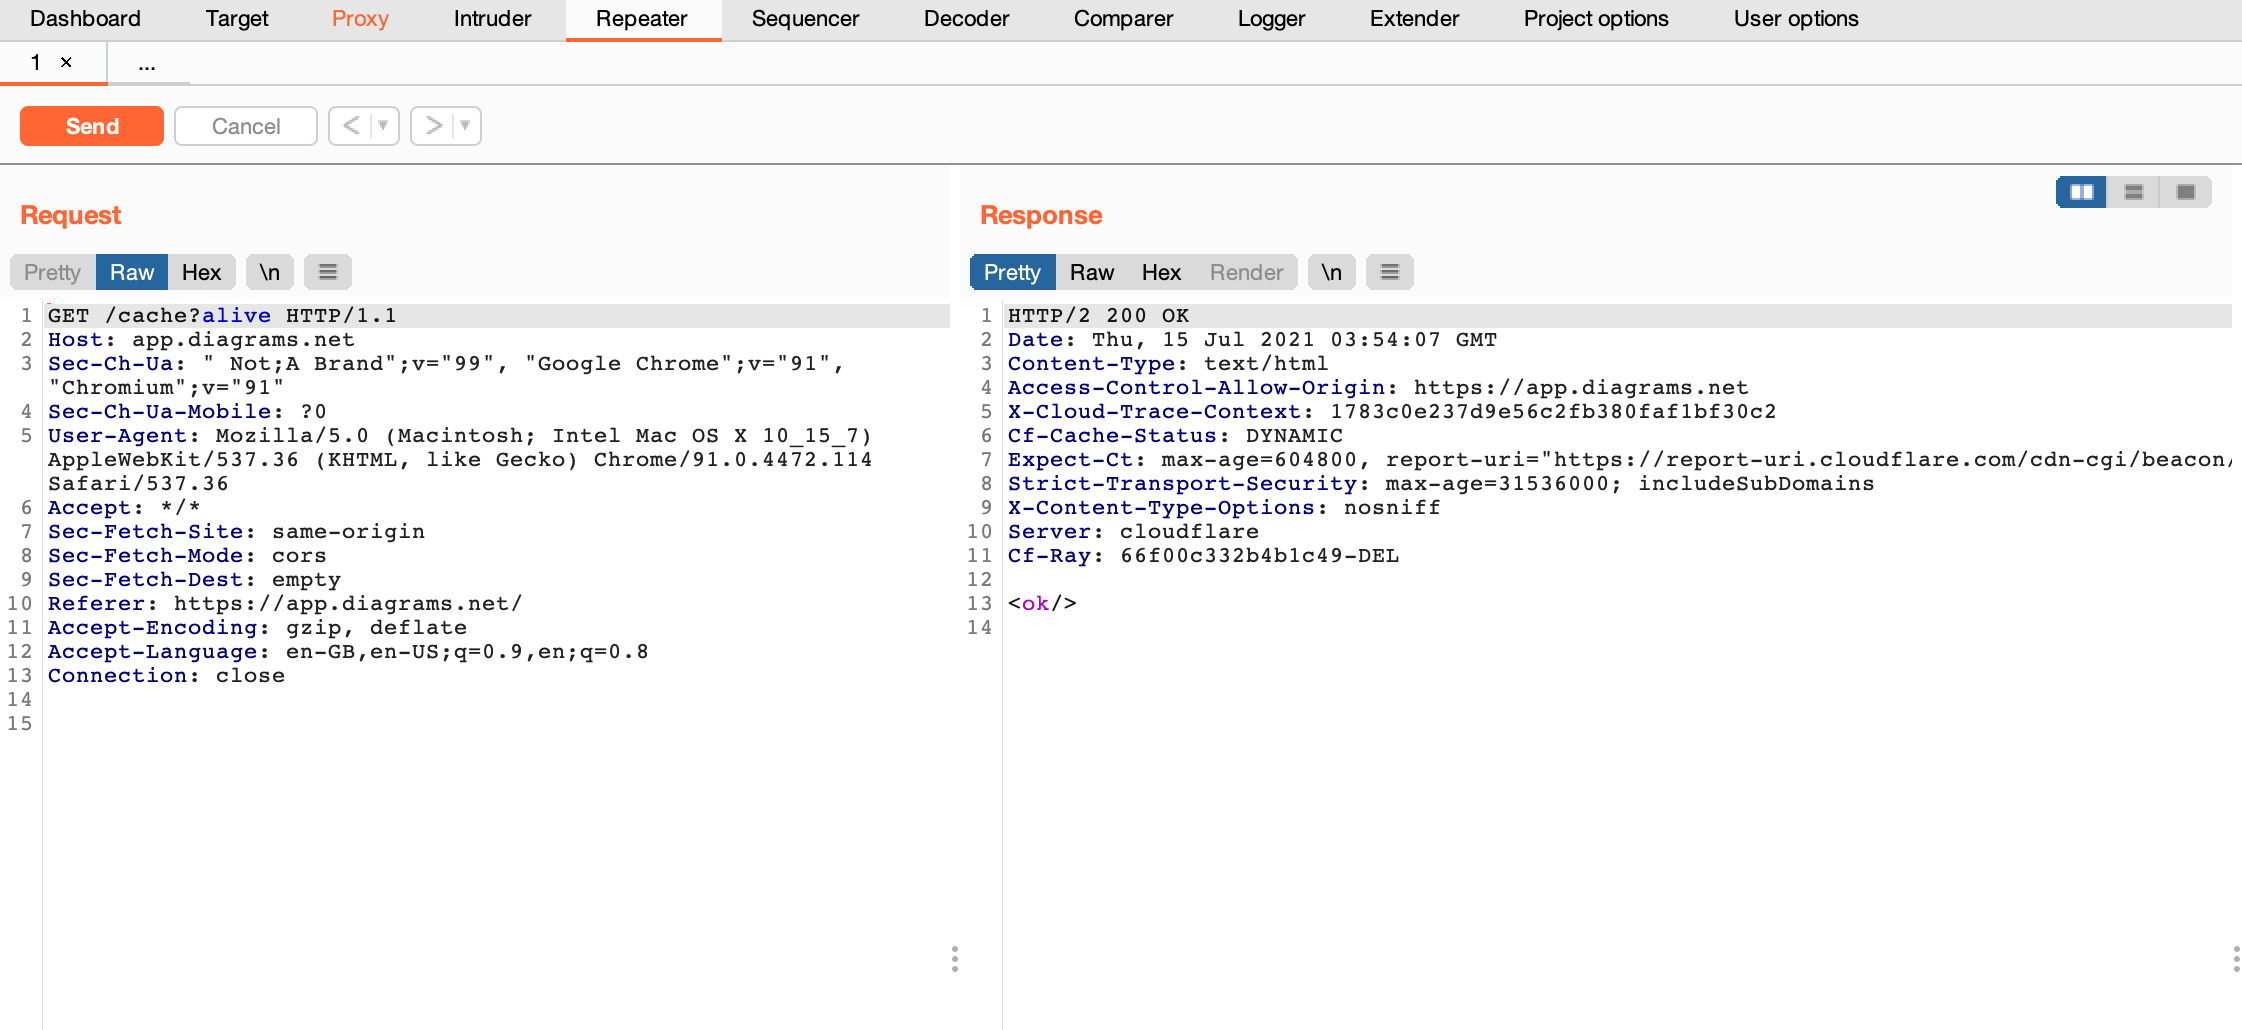 Dashboard Target Proxy Intruder Repeater Sequencer Decoder Comparer Logger Extender Project options User options
1 × ...
Send Cancel < ▼ > ▼
Request
Pretty Raw Hex \n
1 GET /cache?alive HTTP/1.1
2 Host: app.diagrams.net
3 Sec-Ch-Ua: " Not;A Brand";v="99", "Google Chrome";v="91",
"Chromium";v="91"
4 Sec-Ch-Ua-Mobile: ?0
5 User-Agent: Mozilla/5.0 (Macintosh; Intel Mac OS X 10_15_7)
AppleWebKit/537.36 (KHTML, like Gecko) Chrome/91.0.4472.114
Safari/537.36
6 Accept: */*
7 Sec-Fetch-Site: same-origin
8 Sec-Fetch-Mode: cors
9 Sec-Fetch-Dest: empty
10 Referer: https://app.diagrams.net/
11 Accept-Encoding: gzip, deflate
12 Accept-Language: en-GB,en-US;q=0.9,en;q=0.8
13 Connection: close
14
15
Response
Pretty Raw Hex Render \n
1 HTTP/2 200 OK
2 Date: Thu, 15 Jul 2021 03:54:07 GMT
3 Content-Type: text/html
4 Access-Control-Allow-Origin: https://app.diagrams.net
5 X-Cloud-Trace-Context: 1783c0e237d9e56c2fb380faf1bf30c2
6 Cf-Cache-Status: DYNAMIC
7 Expect-Ct: max-age=604800, report-uri="https://report-uri.cloudflare.com/cdn-cgi/beacon/
8 Strict-Transport-Security: max-age=31536000; includeSubDomains
9 X-Content-Type-Options: nosniff
10 Server: cloudflare
11 Cf-Ray: 66f00c332b4b1c49-DEL
12
13 <ok/>
14